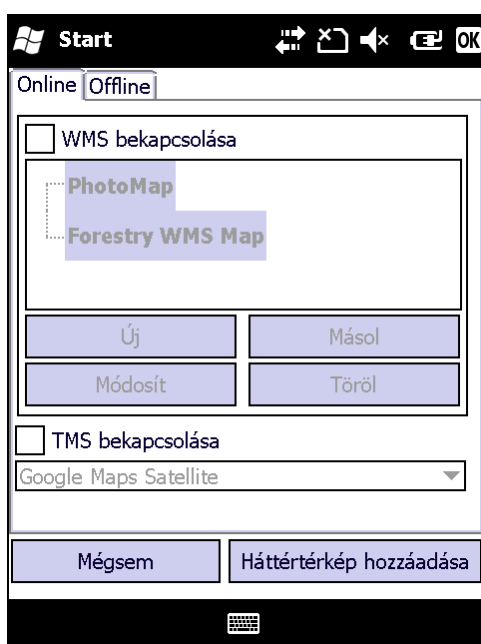 Start
OK
Online Offline
WMS bekapcsolása
PhotoMap
Forestry WMS Map
Új Másol
Módosít Töröl
TMS bekapcsolása
Google Maps Satellite
Mégsem Háttértérkép hozzáadása